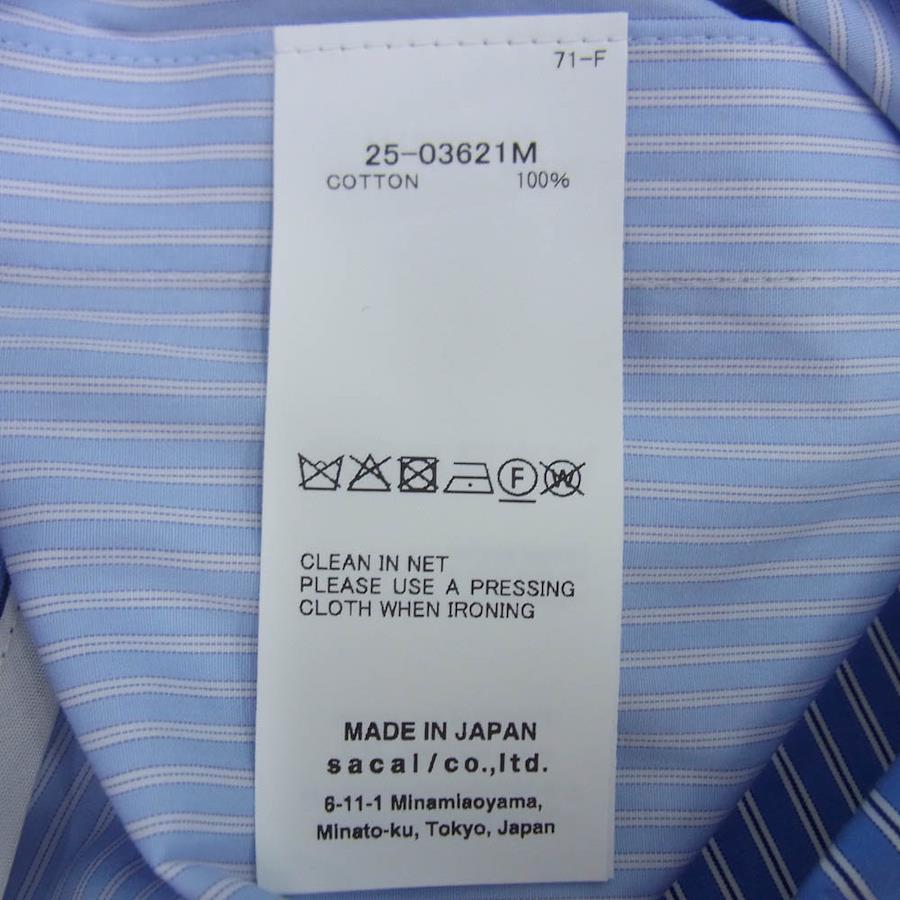 71-F
25-03621M
COTTON 100%
F W
CLEAN IN NET
PLEASE USE A PRESSING
CLOTH WHEN IRONING
MADE IN JAPAN
sacai/co.,ltd.
6-11-1 Minamiaoyama,
Minato-ku, Tokyo, Japan